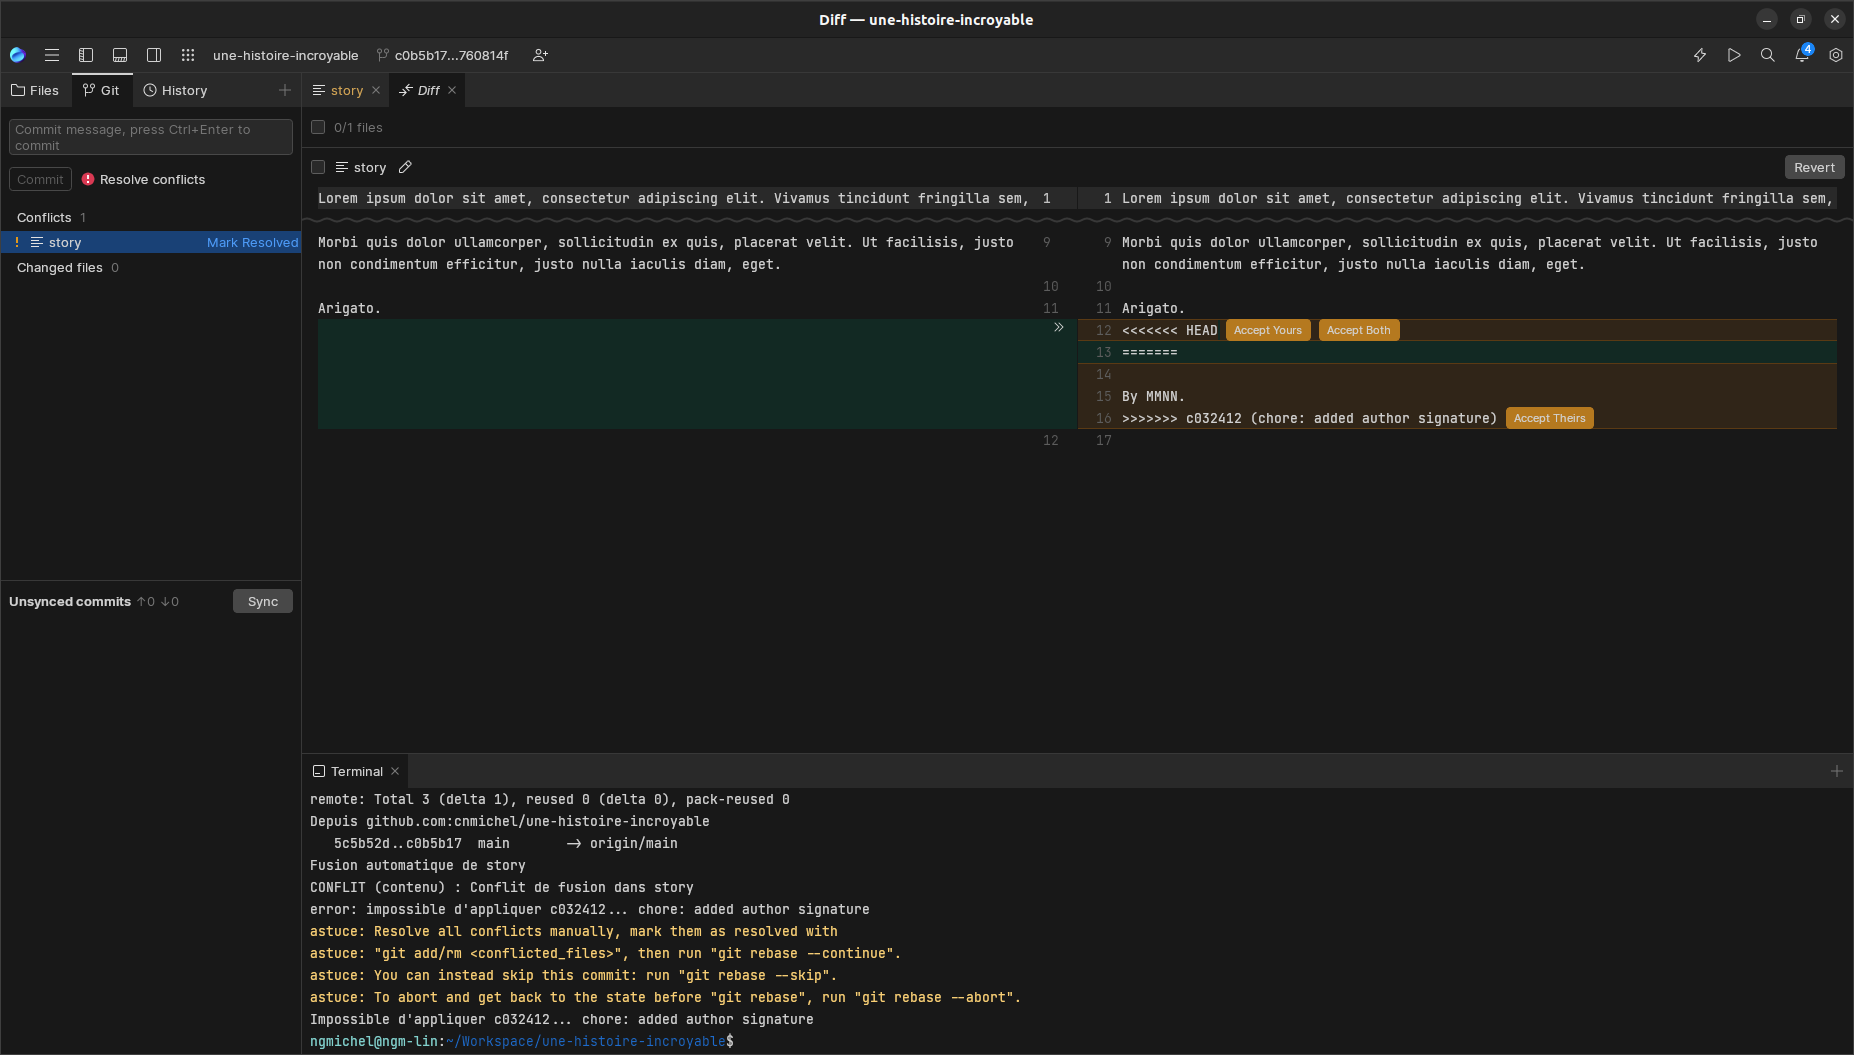 Diff — une-histoire-incroyable
une-histoire-incroyable
c0b5b17...760814f
4
Files
Git
History
story
Diff
Commit message, press Ctrl+Enter to
commit
Commit
Resolve conflicts
Conflicts 1
story
Mark Resolved
Changed files 0
Unsynced commits ↑0 ↓0
Sync
0/1 files
story
Revert
Lorem ipsum dolor sit amet, consectetur adipiscing elit. Vivamus tincidunt fringilla sem, 1
Morbi quis dolor ullamcorper, sollicitudin ex quis, placerat velit. Ut facilisis, justo 9
non condimentum efficitur, justo nulla iaculis diam, eget.
10
Arigato. 11
12
1 Lorem ipsum dolor sit amet, consectetur adipiscing elit. Vivamus tincidunt fringilla sem,
9 Morbi quis dolor ullamcorper, sollicitudin ex quis, placerat velit. Ut facilisis, justo
non condimentum efficitur, justo nulla iaculis diam, eget.
10
11 Arigato.
12 <<<<<<< HEAD Accept Yours Accept Both
13 =======
14
15 By MMNN.
16 >>>>>>> c032412 (chore: added author signature) Accept Theirs
17
Terminal
remote: Total 3 (delta 1), reused 0 (delta 0), pack-reused 0
Depuis github.com:cnmichel/une-histoire-incroyable
5c5b52d..c0b5b17 main -> origin/main
Fusion automatique de story
CONFLIT (contenu) : Conflit de fusion dans story
error: impossible d'appliquer c032412... chore: added author signature
astuce: Resolve all conflicts manually, mark them as resolved with
astuce: "git add/rm <conflicted_files>", then run "git rebase --continue".
astuce: You can instead skip this commit: run "git rebase --skip".
astuce: To abort and get back to the state before "git rebase", run "git rebase --abort".
Impossible d'appliquer c032412... chore: added author signature
ngmichel@ngm-lin:~/Workspace/une-histoire-incroyable$